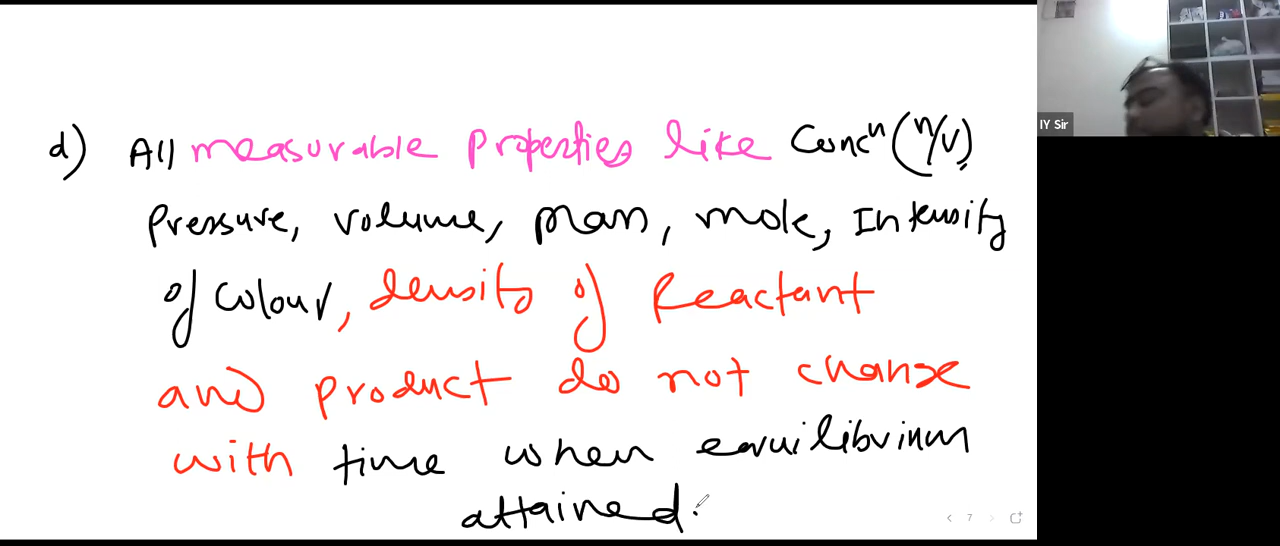 d) All measurable properties like Concⁿ (n/V)
pressure, volume, mass, mole, Intensity
of colour, density of Reactant
and product do not change
with time when equilibrium
attained.
IY Sir
7